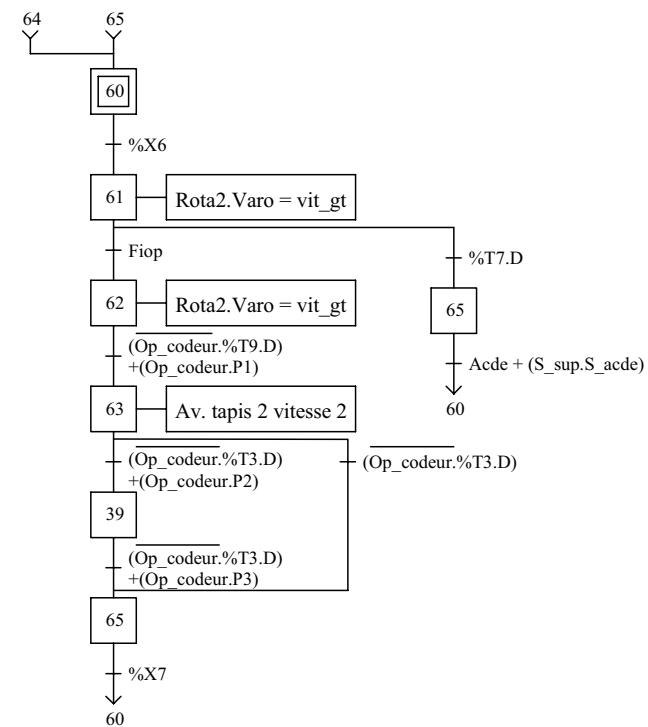 64 65
60
%X6
61 Rota2.Varo = vit_gt
Fiop %T7.D
62 Rota2.Varo = vit_gt 65
(Op_codeur.%T9.D)
+(Op_codeur.P1)
Acde + (S_sup.S_acde)
63 Av. tapis 2 vitesse 2 60
(Op_codeur.%T3.D) (Op_codeur.%T3.D)
+(Op_codeur.P2)
39
(Op_codeur.%T3.D)
+(Op_codeur.P3)
65
%X7
60